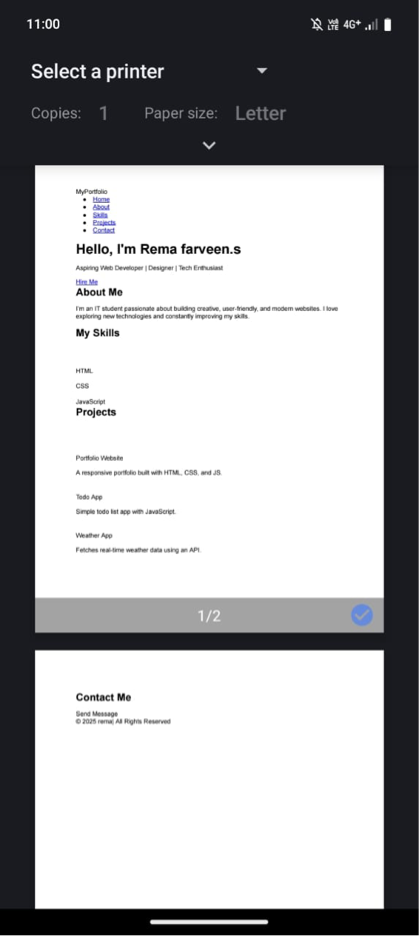 11:00
VoI) LTE 4G+
Select a printer
Copies: 1 Paper size: Letter
MyPortfolio
Home
About
Skills
Projects
Contact
Hello, I'm Rema farveen.s
Aspiring Web Developer | Designer | Tech Enthusiast
Hire Me
About Me
I'm an IT student passionate about building creative, user-friendly, and modern websites. I love
exploring new technologies and constantly improving my skills.
My Skills
HTML
CSS
JavaScript
Projects
Portfolio Website
A responsive portfolio built with HTML, CSS, and JS.
Todo App
Simple todo list app with JavaScript.
Weather App
Fetches real-time weather data using an API.
1/2
Contact Me
Send Message
© 2025 rema| All Rights Reserved